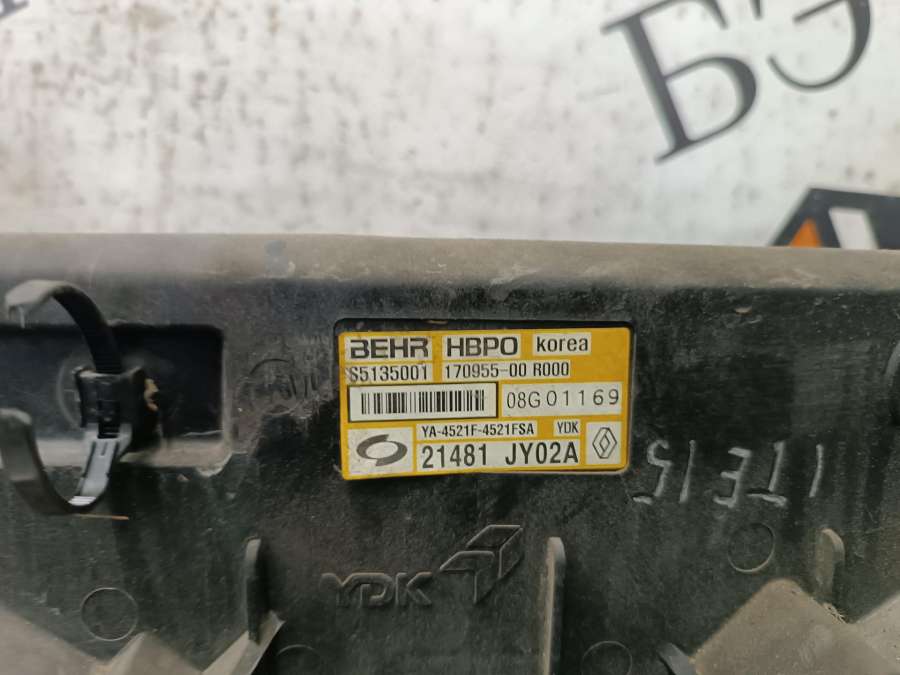 БЭ
BEHR HBPO korea
S5135001 170955-00 R000
08G01169
YA-4521F-4521FSA YDK
21481 JY02A
YDK